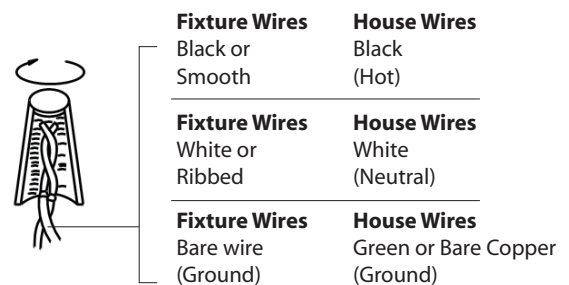 Fixture Wires House Wires
Black or Black
Smooth (Hot)
Fixture Wires House Wires
White or White
Ribbed (Neutral)
Fixture Wires House Wires
Bare wire Green or Bare Copper
(Ground) (Ground)